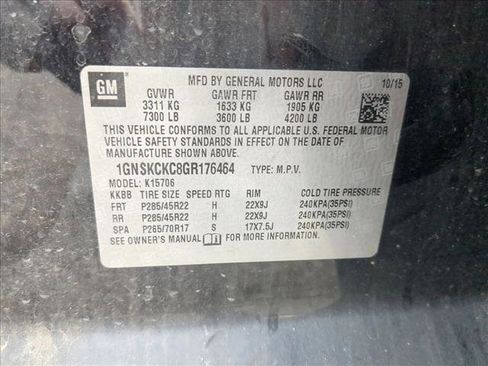 GM
MFD BY GENERAL MOTORS LLC 10/15
GVWR GAWR FRT GAWR RR
3311 KG 1633 KG 1905 KG
7300 LB 3600 LB 4200 LB
THIS VEHICLE CONFORMS TO ALL APPLICABLE U.S. FEDERAL MOTOR
VEHICLE SAFETY STANDARDS IN EFFECT ON THE DATE OF
MANUFACTURE SHOWN ABOVE.
1GNSKCKC8GR176464 TYPE: M.P.V.
MODEL: K15706
KKBB TIRE SIZE SPEED RTG RIM COLD TIRE PRESSURE
FRT P285/45R22 H 22X9J 240KPA(35PSI)
RR P285/45R22 H 22X9J 240KPA(35PSI)
SPA P265/70R17 S 17X7.5J 240KPA(35PSI)
SEE OWNER'S MANUAL FOR MORE INFORMATION.